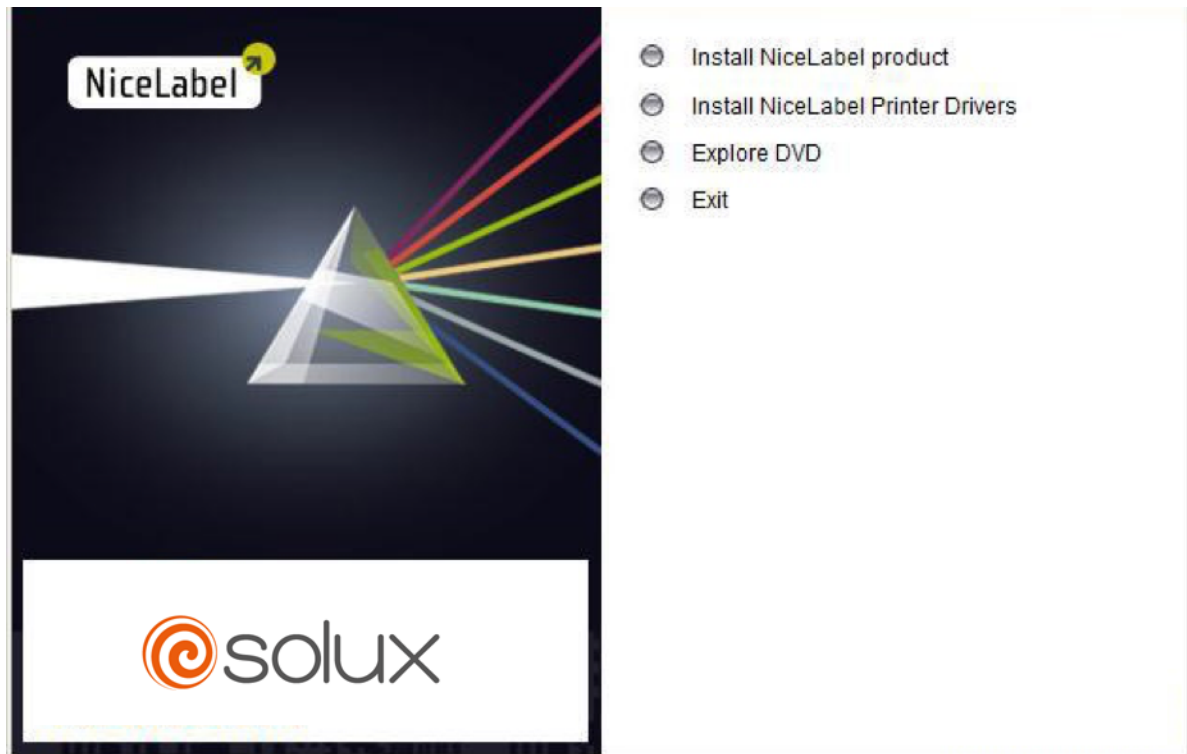 NiceLabel
Install NiceLabel product
Install NiceLabel Printer Drivers
Explore DVD
Exit
solux